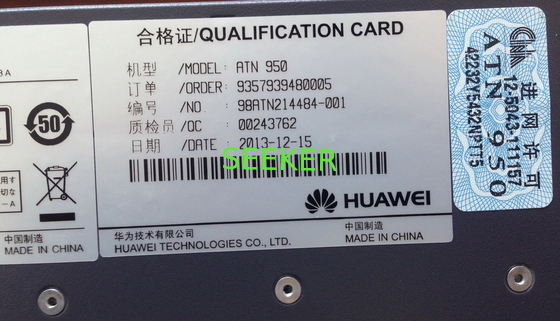 合格证/QUALIFICATION CARD
机型 /MODEL: ATN 950
订单 /ORDER: 9357939480005
编号 /NO. : 98ATN214484-001
质检员 /QC : 00243762
日期 /DATE : 2013-12-15
SEEKER
HUAWEI
华为技术有限公司 中国制造
HUAWEI TECHNOLOGIES CO., LTD. MADE IN CHINA
50
中国制造
MADE IN CHINA
进网许可
12-5043-111157
ATN 950